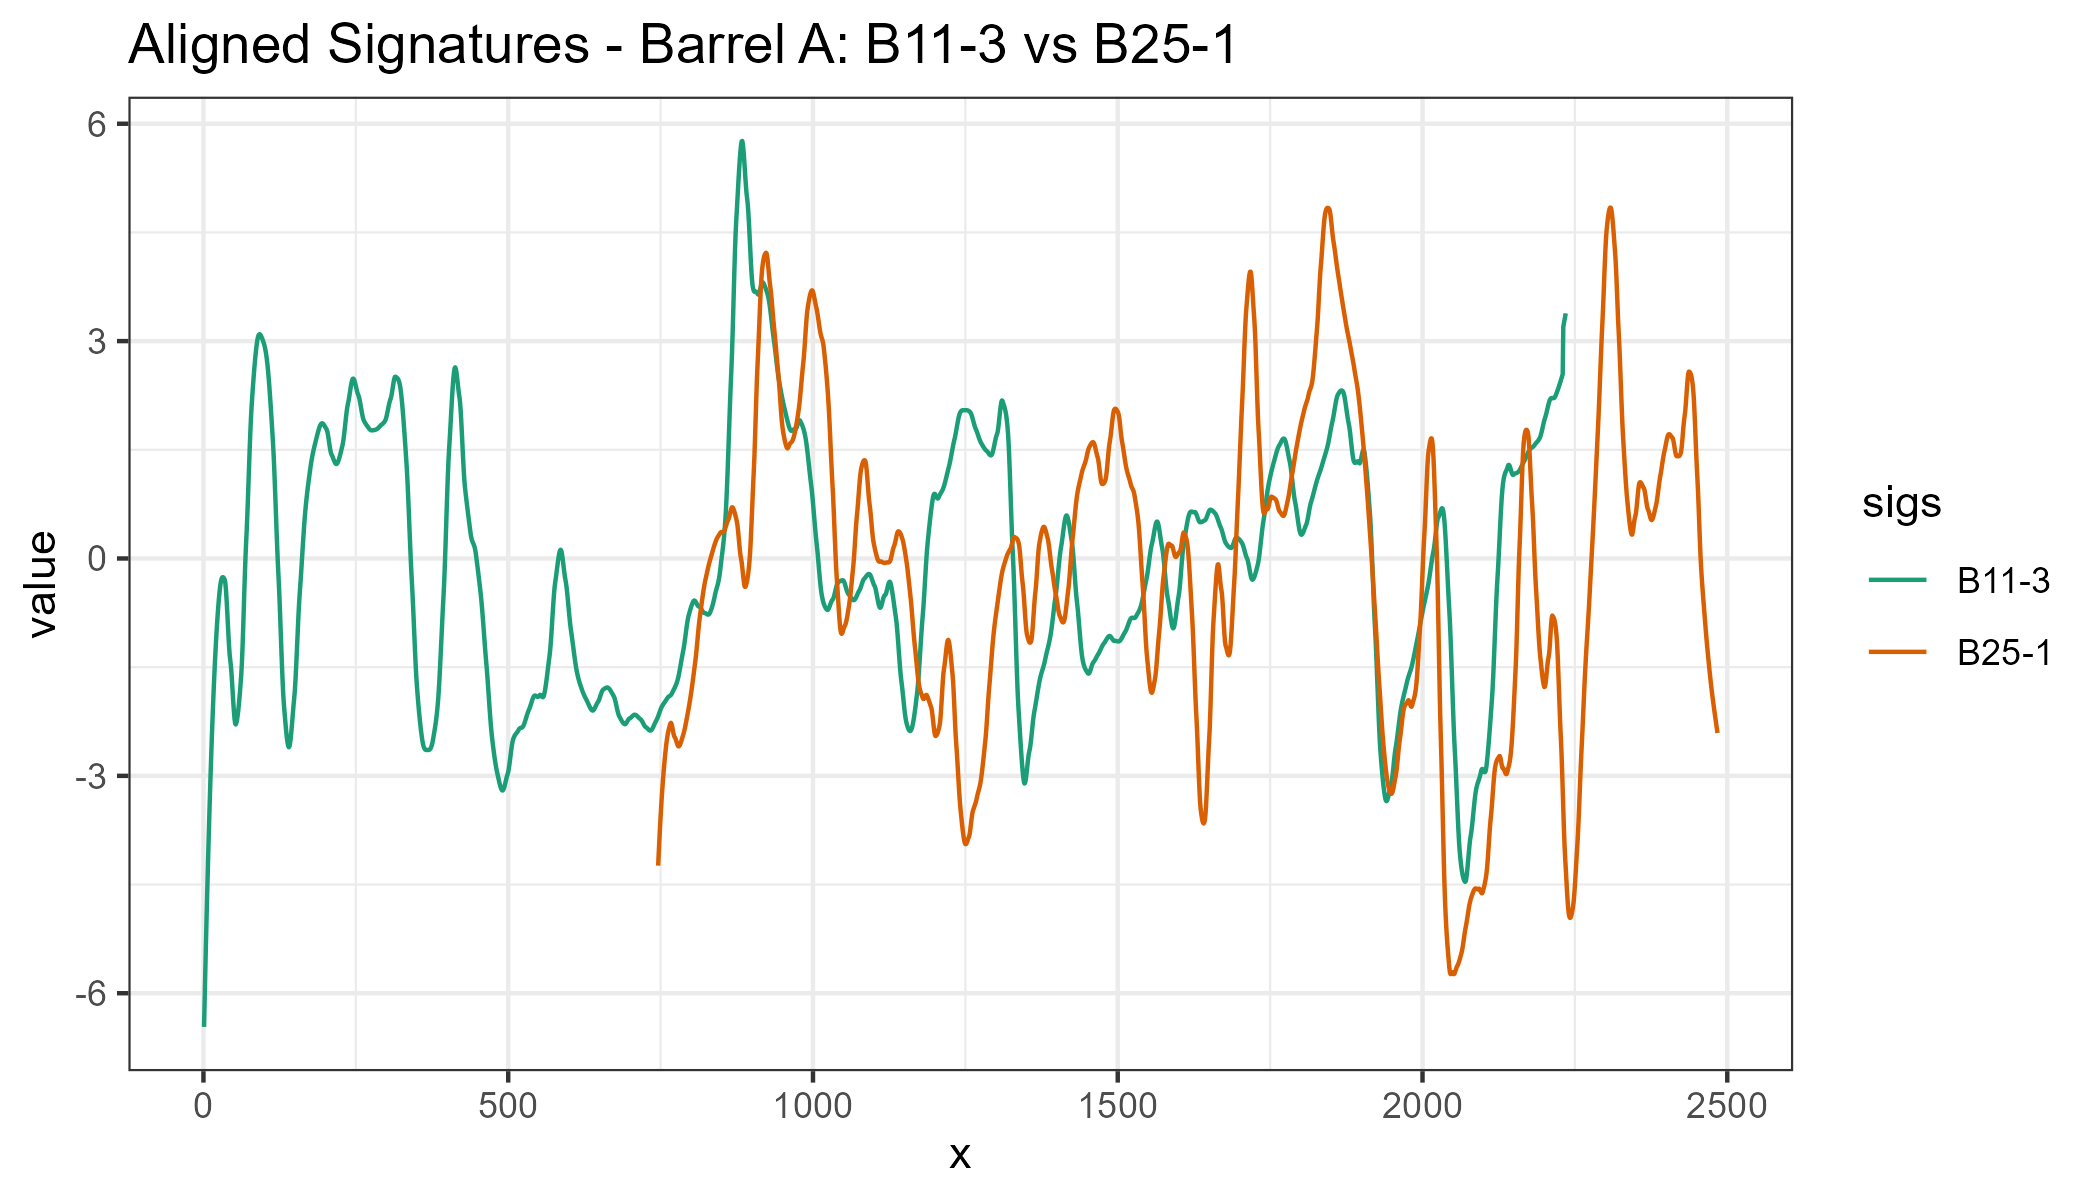 Aligned Signatures - Barrel A: B11-3 vs B25-1
value
6
3
0
-3
-6
0 500 1000 1500 2000 2500
x
sigs
B11-3
B25-1